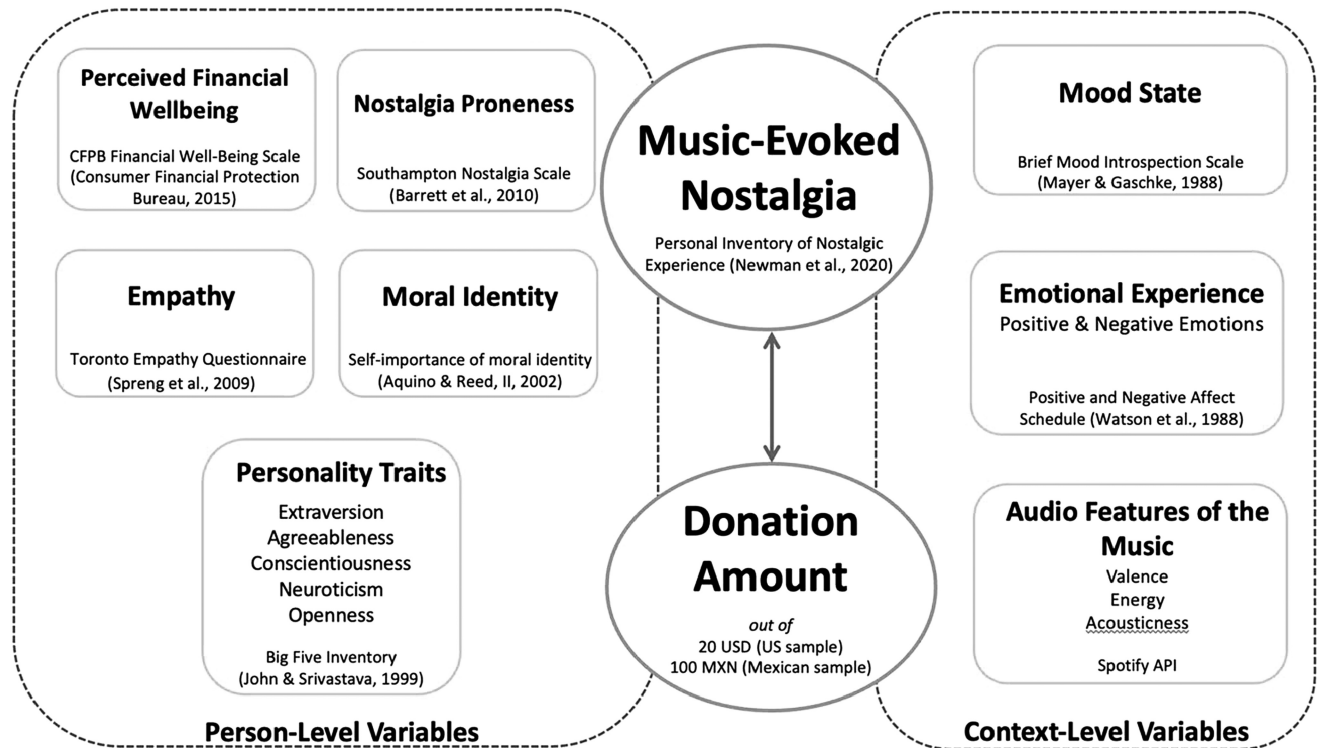 Perceived Financial
Wellbeing
CFPB Financial Well-Being Scale
(Consumer Financial Protection
Bureau, 2015)
Nostalgia Proneness
Southampton Nostalgia Scale
(Barrett et al., 2010)
Empathy
Toronto Empathy Questionnaire
(Spreng et al., 2009)
Moral Identity
Self-importance of moral identity
(Aquino & Reed, II, 2002)
Personality Traits
Extraversion
Agreeableness
Conscientiousness
Neuroticism
Openness
Big Five Inventory
(John & Srivastava, 1999)
Person-Level Variables
Music-Evoked
Nostalgia
Personal Inventory of Nostalgic
Experience (Newman et al., 2020)
Donation
Amount
out of
20 USD (US sample)
100 MXN (Mexican sample)
Mood State
Brief Mood Introspection Scale
(Mayer & Gaschke, 1988)
Emotional Experience
Positive & Negative Emotions
Positive and Negative Affect
Schedule (Watson et al., 1988)
Audio Features of the
Music
Valence
Energy
Acousticness
Spotify API
Context-Level Variables